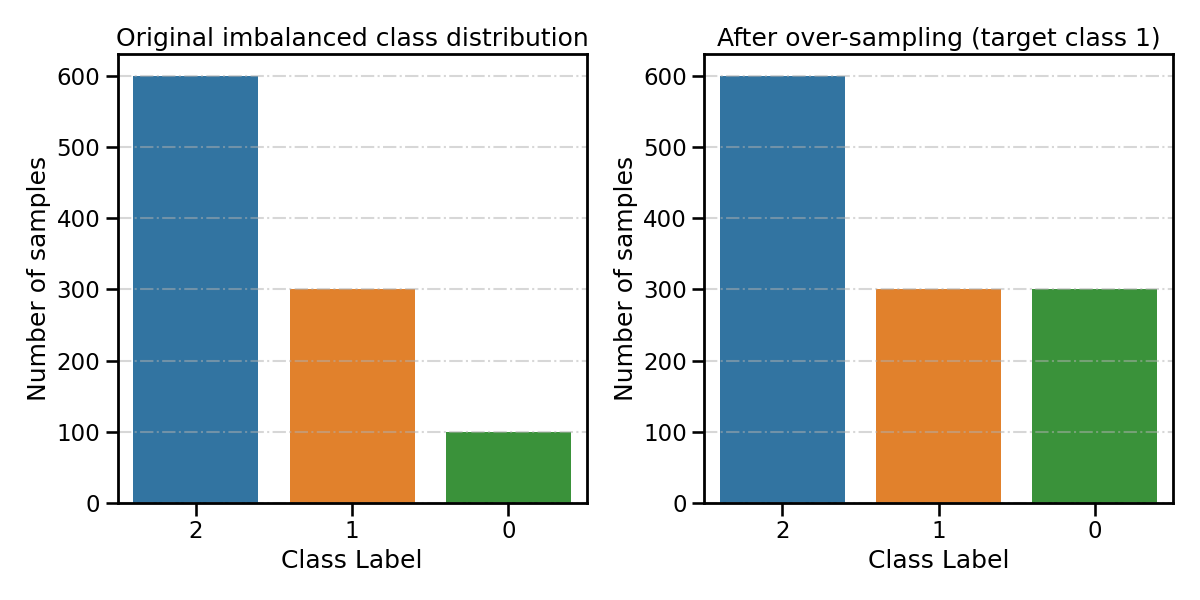 Original imbalanced class distribution
Number of samples
600
500
400
300
200
100
0
2 1 0
Class Label
After over-sampling (target class 1)
Number of samples
600
500
400
300
200
100
0
2 1 0
Class Label